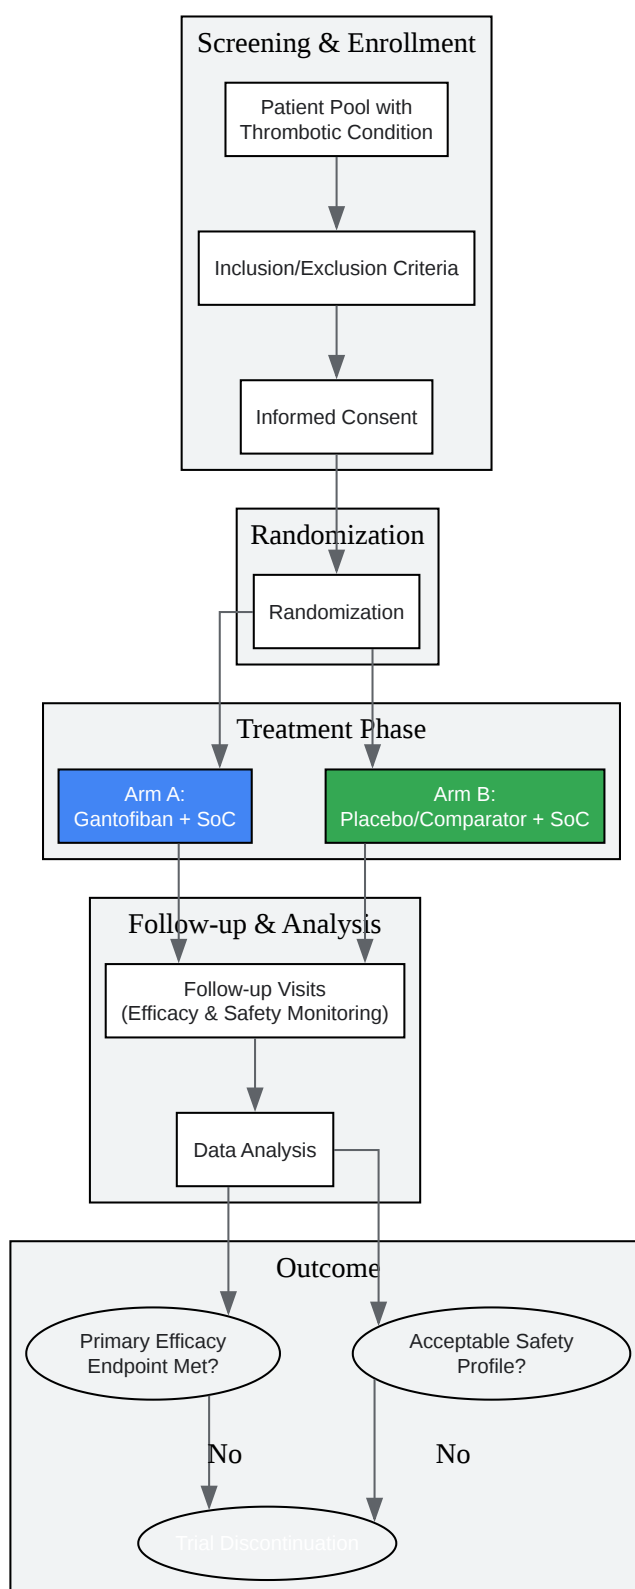 Screening & Enrollment
Patient Pool with
Thrombotic Condition
Inclusion/Exclusion Criteria
Informed Consent
Randomization
Randomization
Treatment Phase
Arm A:
Gantofiban + SoC
Arm B:
Placebo/Comparator + SoC
Follow-up & Analysis
Follow-up Visits
(Efficacy & Safety Monitoring)
Data Analysis
Outcome
Primary Efficacy
Endpoint Met?
Acceptable Safety
Profile?
No
No
Trial Discontinuation